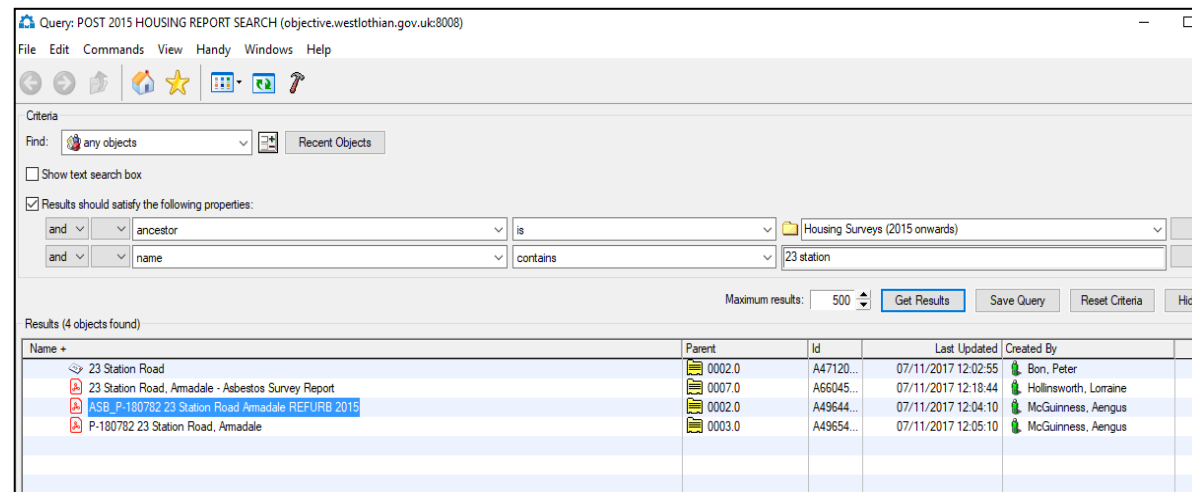 Query: POST 2015 HOUSING REPORT SEARCH (objective.westlothian.gov.uk:8008)
File Edit Commands View Handy Windows Help
Criteria
Find: any objects Recent Objects
Show text search box
Results should satisfy the following properties:
and ancestor is Housing Surveys (2015 onwards)
and name contains 23 station
Maximum results: 500 Get Results Save Query Reset Criteria Hid
Results (4 objects found)
Name + Parent Id Last Updated Created By
23 Station Road 0002.0 A47120... 07/11/2017 12:02:55 Bon, Peter
23 Station Road, Armadale - Asbestos Survey Report 0007.0 A66045... 07/11/2017 12:18:44 Hollinsworth, Lorraine
ASB_P-180782 23 Station Road Armadale REFURB 2015 0002.0 A49644... 07/11/2017 12:04:10 McGuinness, Aengus
P-180782 23 Station Road, Armadale 0003.0 A49654... 07/11/2017 12:05:10 McGuinness, Aengus